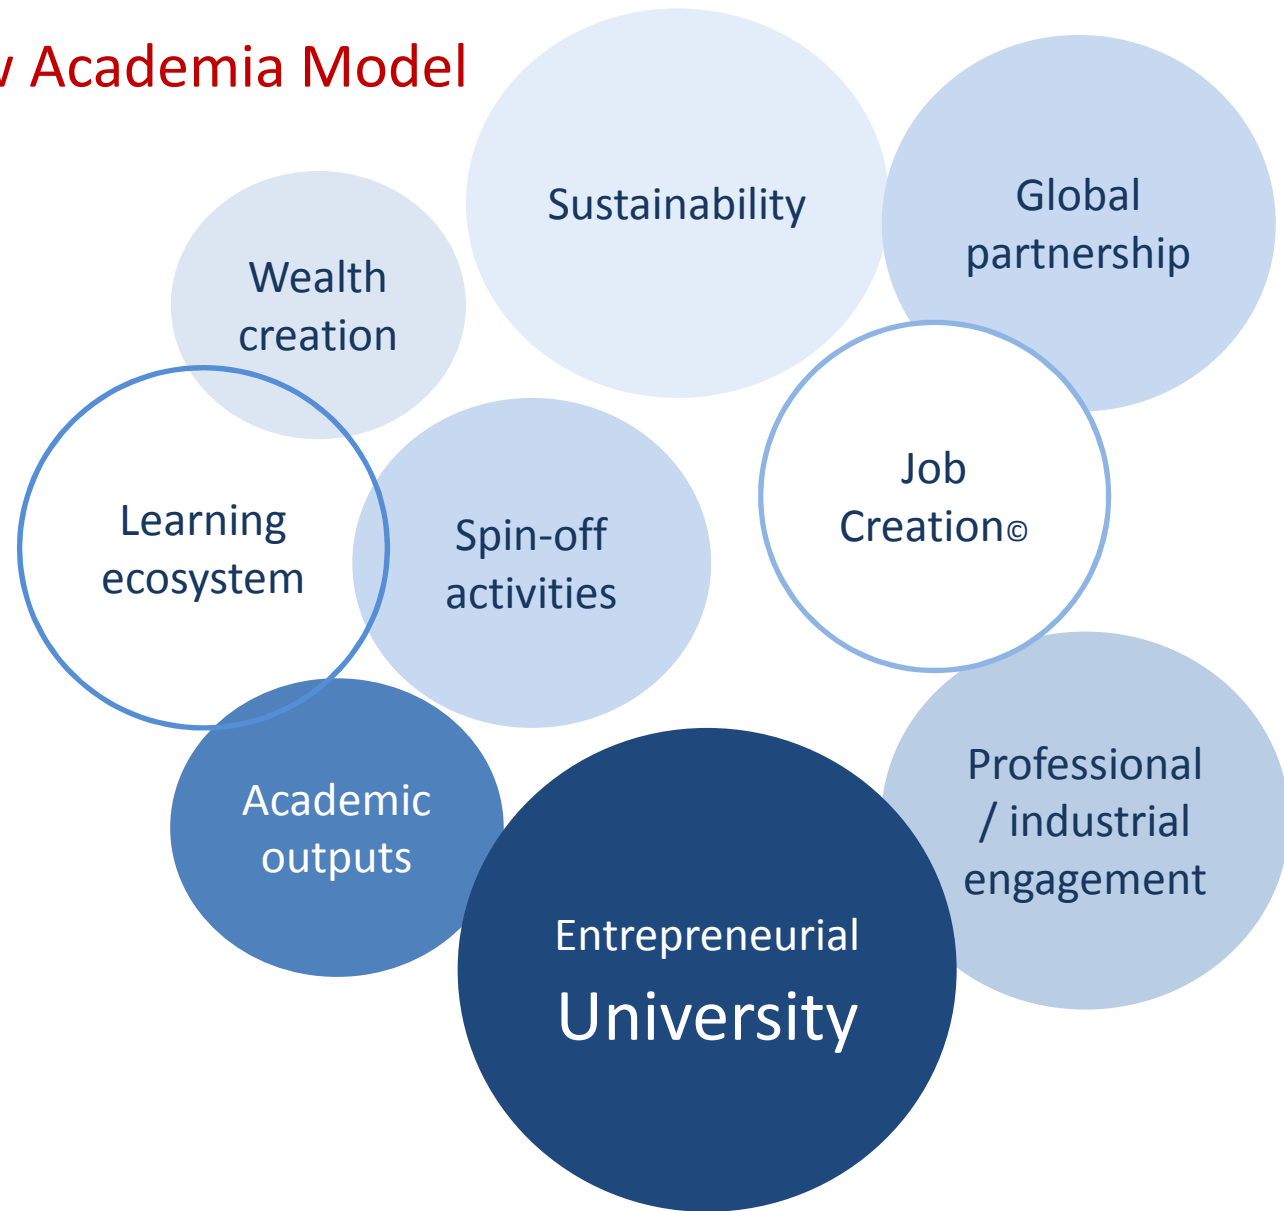 Academia Model
Sustainability
Global
partnership
Wealth
creation
Job
Creation©
Learning
ecosystem
Spin-off
activities
Professional
/ industrial
engagement
Academic
outputs
Entrepreneurial
University